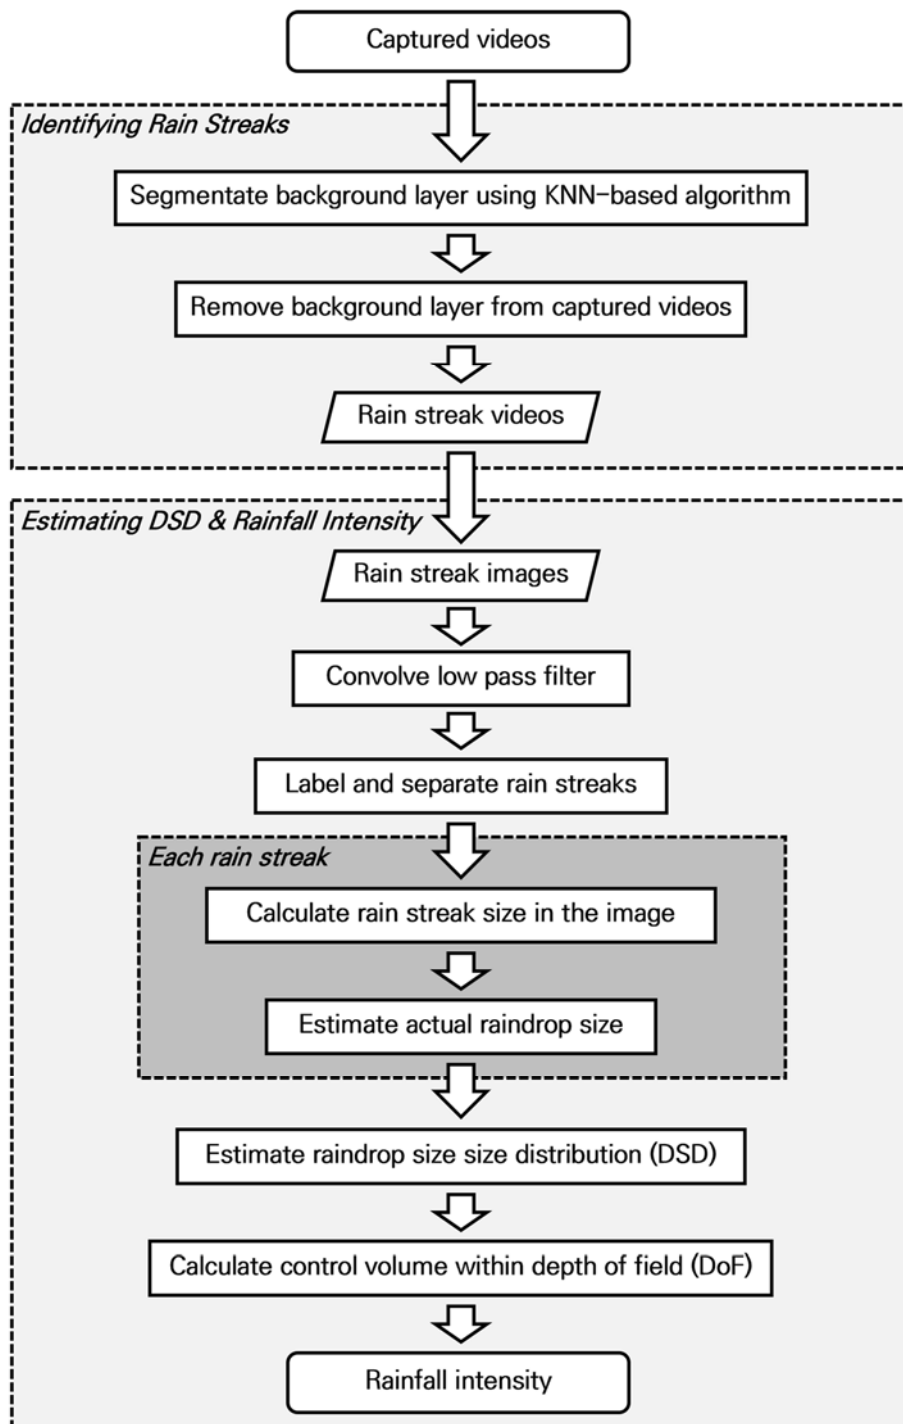 Captured videos
Identifying Rain Streaks
Segmentate background layer using KNN-based algorithm
Remove background layer from captured videos
Rain streak videos
Estimating DSD & Rainfall Intensity
Rain streak images
Convolve low pass filter
Label and separate rain streaks
Each rain streak
Calculate rain streak size in the image
Estimate actual raindrop size
Estimate raindrop size size distribution (DSD)
Calculate control volume within depth of field (DoF)
Rainfall intensity